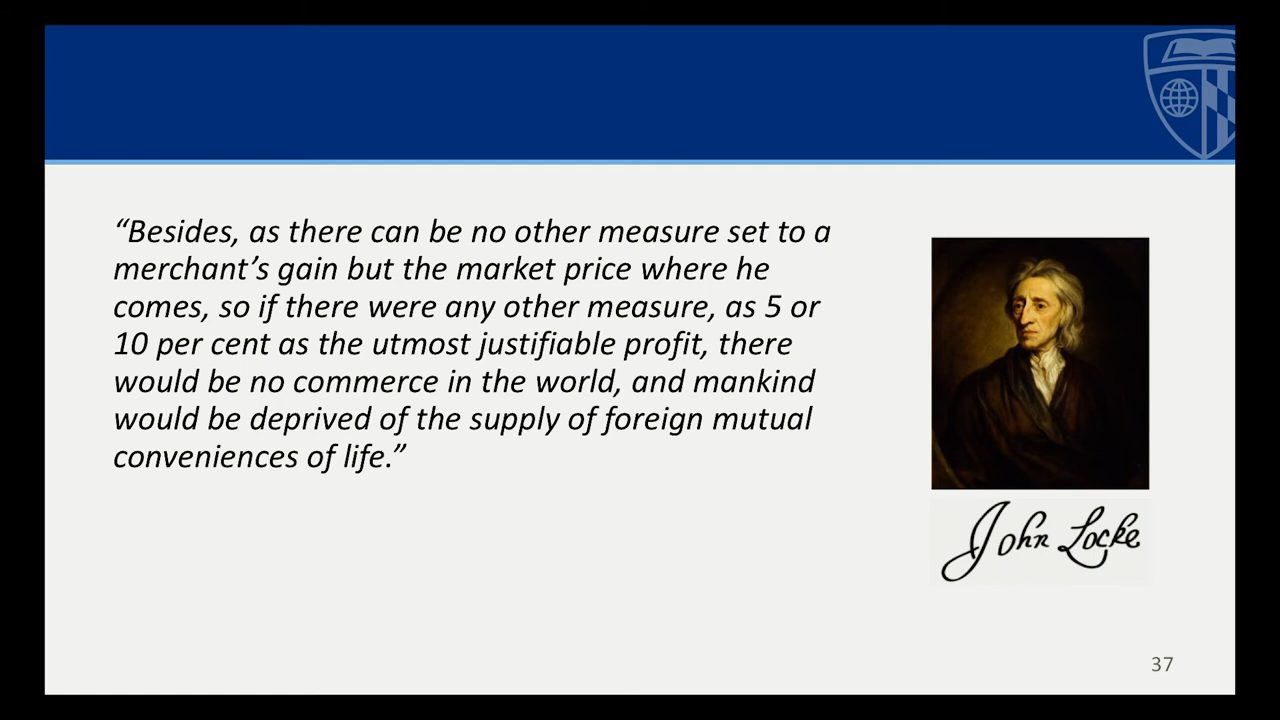 “Besides, as there can be no other measure set to a
merchant’s gain but the market price where he
comes, so if there were any other measure, as 5 or
10 per cent as the utmost justifiable profit, there
would be no commerce in the world, and mankind
would be deprived of the supply of foreign mutual
conveniences of life.”
John Locke
37